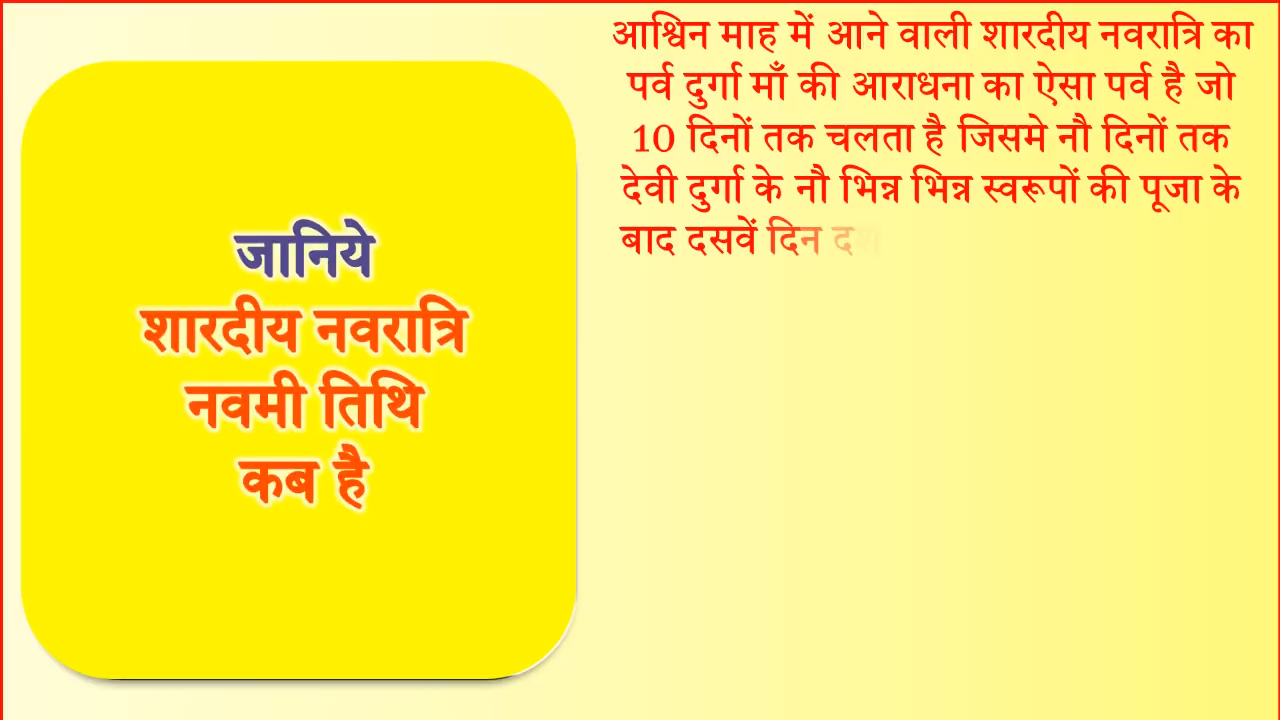 जानिये
शारदीय नवरात्रि
नवमी तिथि
कब है
आश्विन माह में आने वाली शारदीय नवरात्रि का
पर्व दुर्गा माँ की आराधना का ऐसा पर्व है जो
10 दिनों तक चलता है जिसमे नौ दिनों तक
देवी दुर्गा के नौ भिन्न भिन्न स्वरूपों की पूजा के
बाद दसवें दिन